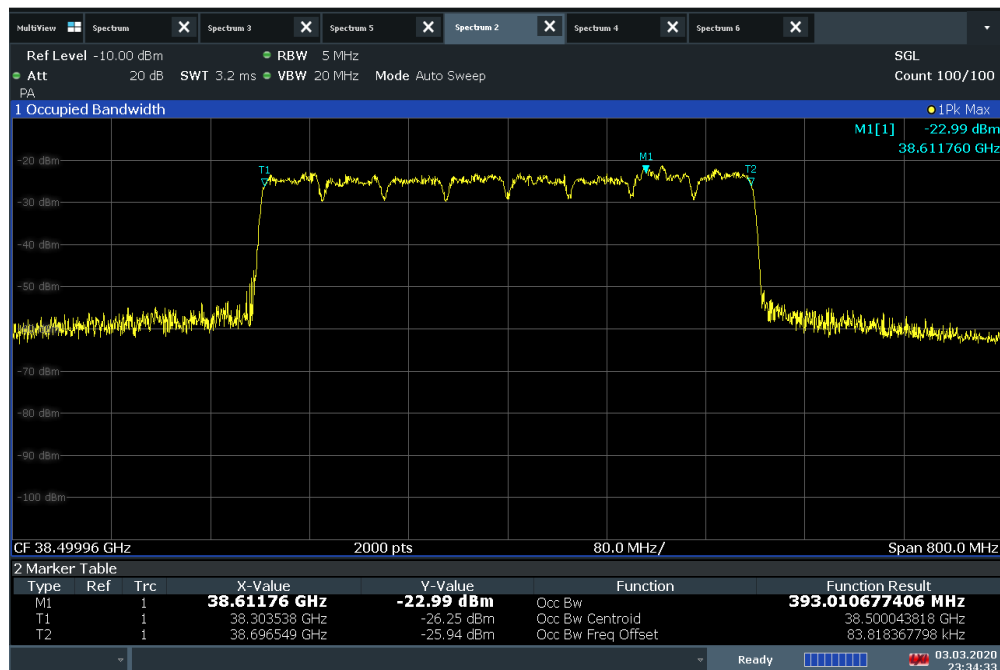 MultiView Spectrum X Spectrum 3 X Spectrum 5 X Spectrum 2 X Spectrum 4 X Spectrum 6 X
Ref Level -10.00 dBm RBW 5 MHz SGL
Att 20 dB SWT 3.2 ms VBW 20 MHz Mode Auto Sweep Count 100/100
PA
1 Occupied Bandwidth 1Pk Max
M1[1] -22.99 dBm
38.611760 GHz
M1
-20 dBm
T1 T2
-30 dBm
-40 dBm
-50 dBm
-70 dBm
-80 dBm
-90 dBm
-100 dBm
CF 38.49996 GHz 2000 pts 80.0 MHz/ Span 800.0 MHz
2 Marker Table
Type Ref Trc X-Value Y-Value Function Function Result
M1 1 38.61176 GHz -22.99 dBm Occ Bw 393.010677406 MHz
T1 1 38.303538 GHz -26.25 dBm Occ Bw Centroid 38.500043818 GHz
T2 1 38.696549 GHz -25.94 dBm Occ Bw Freq Offset 83.818367798 kHz
Ready 03.03.2020
23:34:33